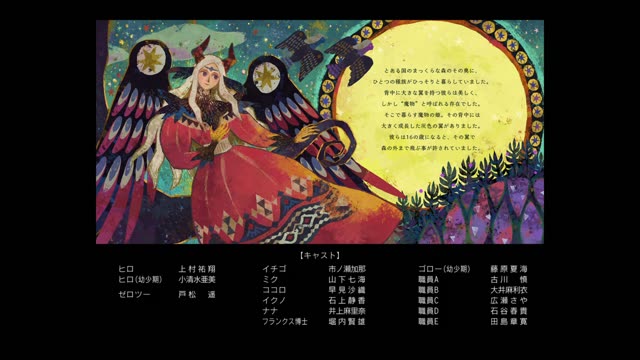 とある国のまっくらな森のその奥に、
ひとつの種族がひっそりと暮らしていました。
背中に大きな翼を持つ彼らは美しく、
しかし“魔物”と呼ばれる存在でした。
そこで暮らす魔物の姫。その背中には
大きく成長した灰色の翼がありました。
彼らは16の歳になると、その翼で
森の外まで飛ぶ事が許されていました。
【キャスト】
ヒロ 上村祐翔
ヒロ(幼少期) 小清水亜美
ゼロツー 戸松 遥
イチゴ 市ノ瀬加那
ミク 山下七海
ココロ 早見沙織
イクノ 石上静香
ナナ 井上麻里奈
フランクス博士 堀内賢雄
ゴロー(幼少期) 藤原夏海
職員A 古川 慎
職員B 大井麻利衣
職員C 広瀬さや
職員D 石谷春貴
職員E 田島章寛